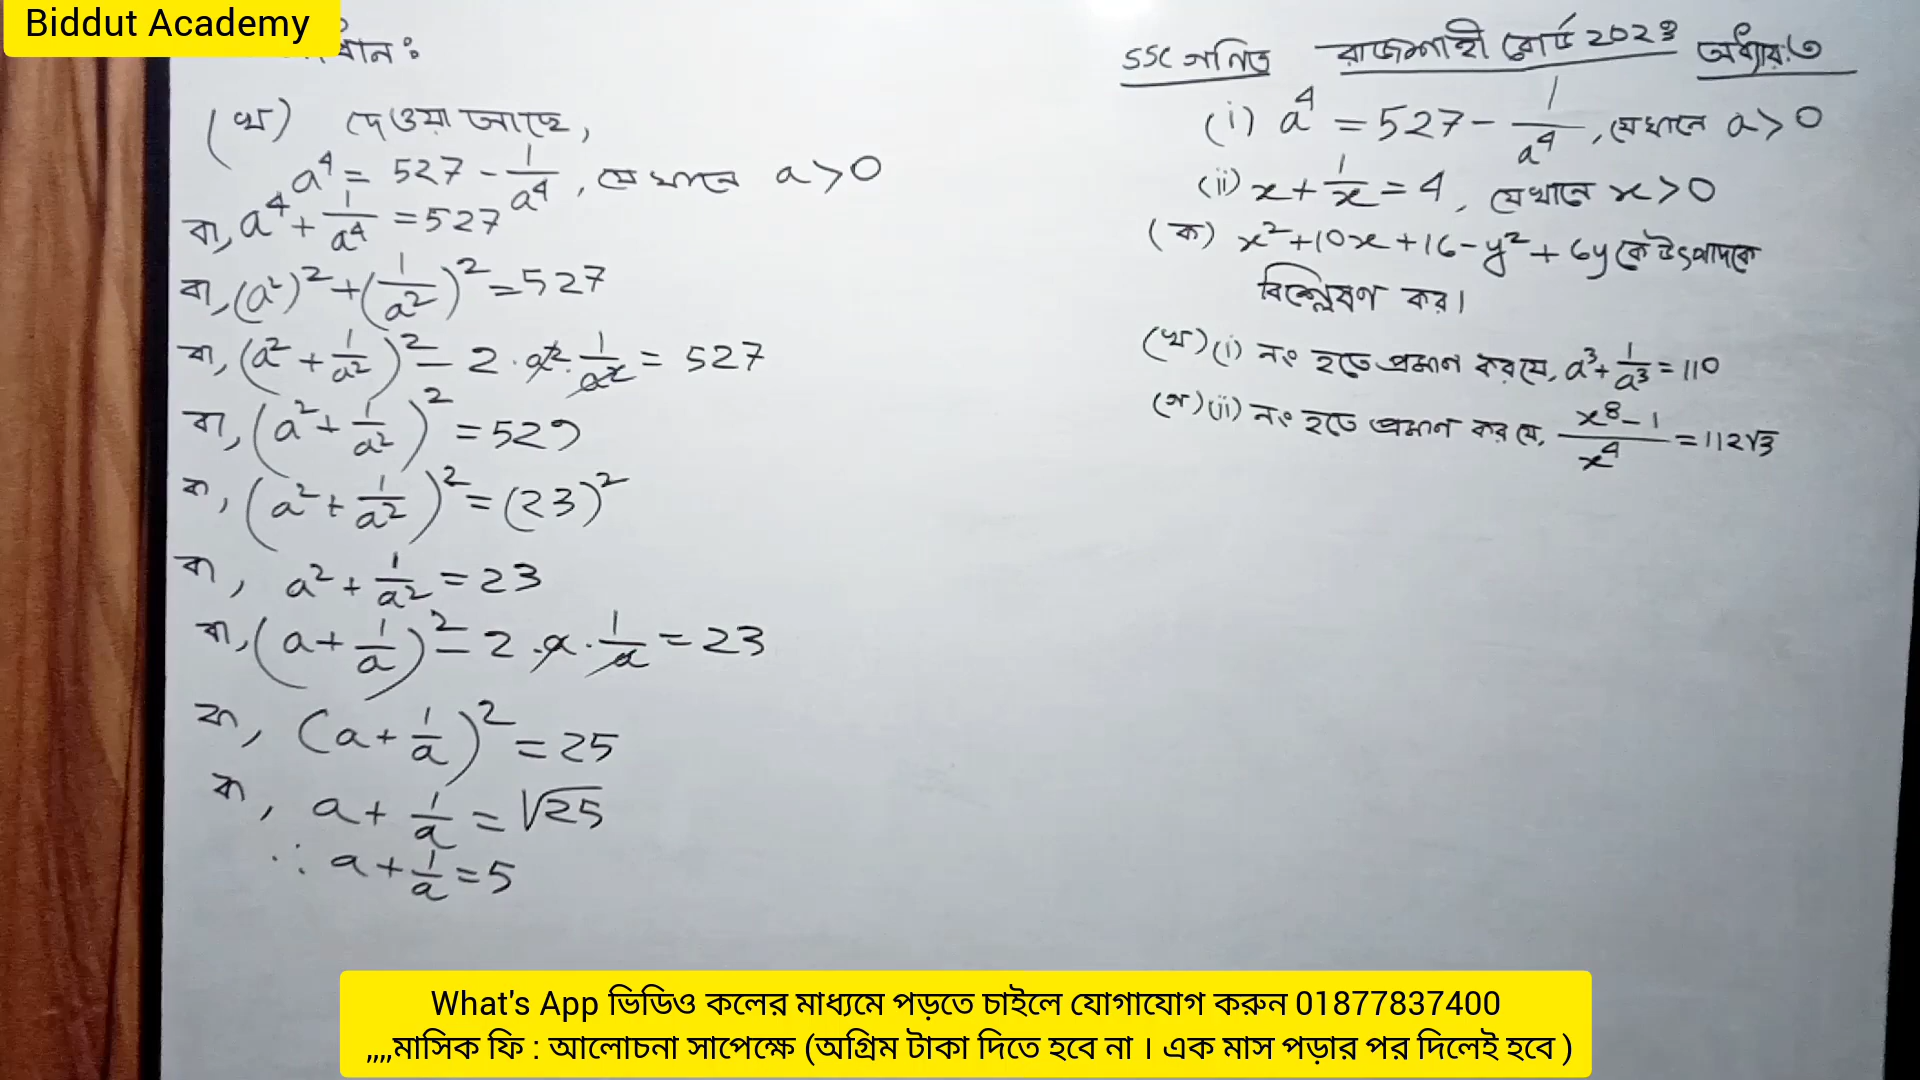 Biddut Academy
(খ) দেওয়া আছে,
a⁴ = 527 - 1/a⁴, যেখানে a > 0
বা, a⁴ + 1/a⁴ = 527
বা, (a²)² + (1/a²)² = 527
বা, (a² + 1/a²)² - 2 · a² · 1/a² = 527
বা, (a² + 1/a²)² = 529
বা, (a² + 1/a²)² = (23)²
বা, a² + 1/a² = 23
বা, (a + 1/a)² - 2 · a · 1/a = 23
বা, (a + 1/a)² = 25
বা, a + 1/a = √25
∴ a + 1/a = 5
SSC গনিত রাজশাহী বোর্ড 2023 অধ্যায়: ৩
(i) a⁴ = 527 - 1/a⁴, যেখানে a > 0
(ii) x + 1/x = 4, যেখানে x > 0
(ক) x² + 10x + 16 - y² + 6y কে উৎপাদকে
বিশ্লেষণ কর।
(খ) (i) নং হতে প্রমান কর যে, a³ + 1/a³ = 110
(গ) (ii) নং হতে প্রমান কর যে, x⁸ - 1/x⁴ = 112√3
What's App ভিডিও কলের মাধ্যমে পড়তে চাইলে যোগাযোগ করুন 01877837400
,,,,মাসিক ফি : আলোচনা সাপেক্ষে (অগ্রিম টাকা দিতে হবে না । এক মাস পড়ার পর দিলেই হবে )